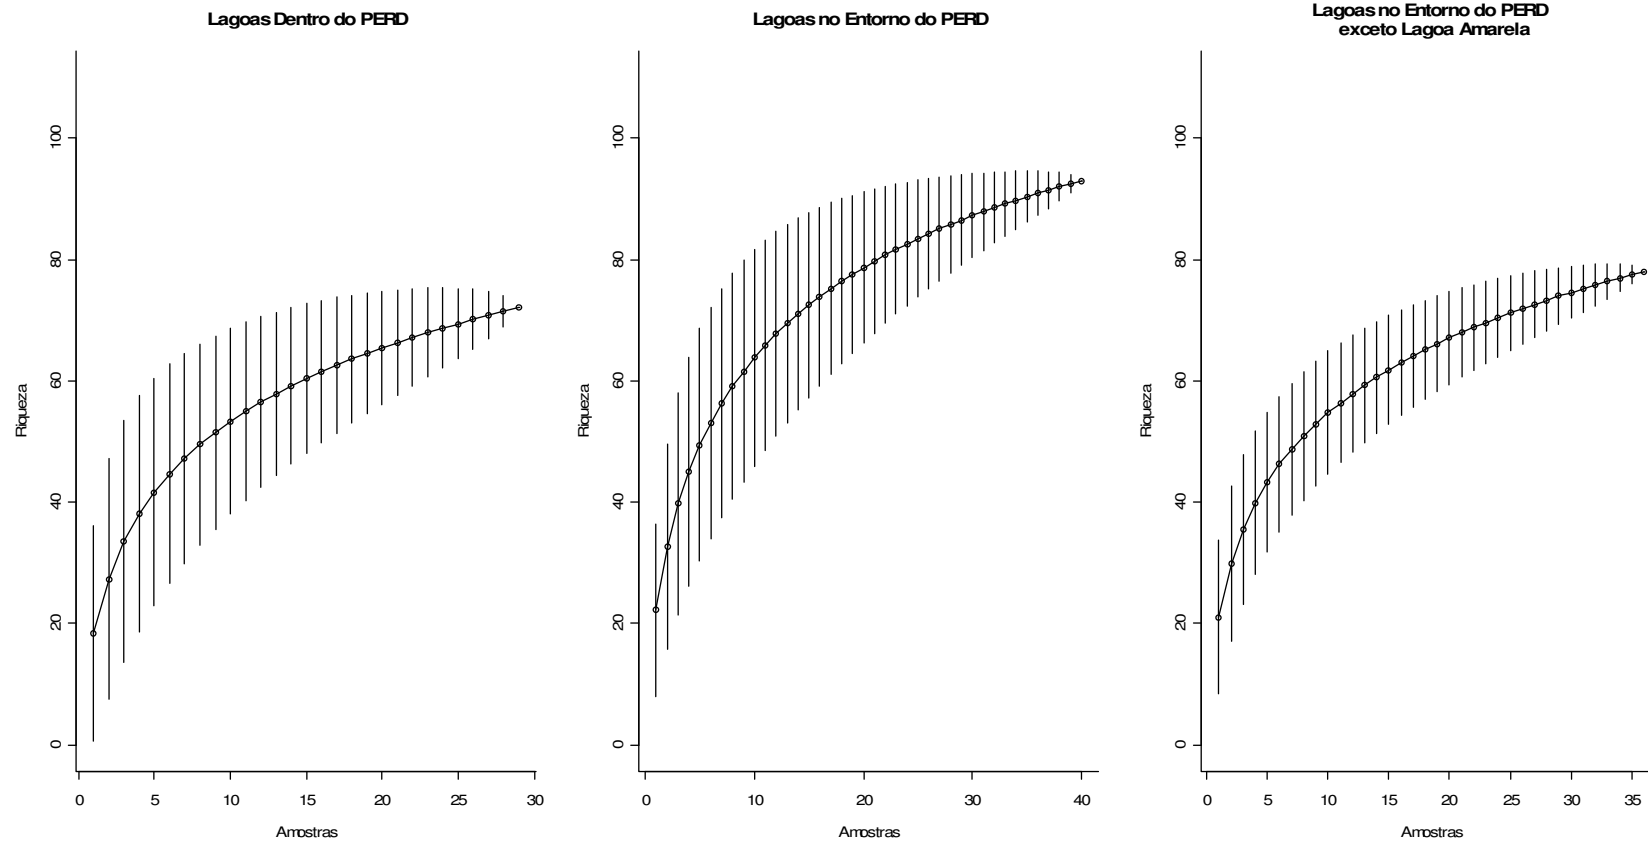 Lagoas Dentro do PERD
Riqueza
0
20
40
60
80
100
0 5 10 15 20 25 30
Amostras
Lagoas no Entorno do PERD
Riqueza
0
20
40
60
80
100
0 10 20 30 40
Amostras
Lagoas no Entorno do PERD
exceto Lagoa Amarela
Riqueza
0
20
40
60
80
100
0 5 10 15 20 25 30 35
Amostras